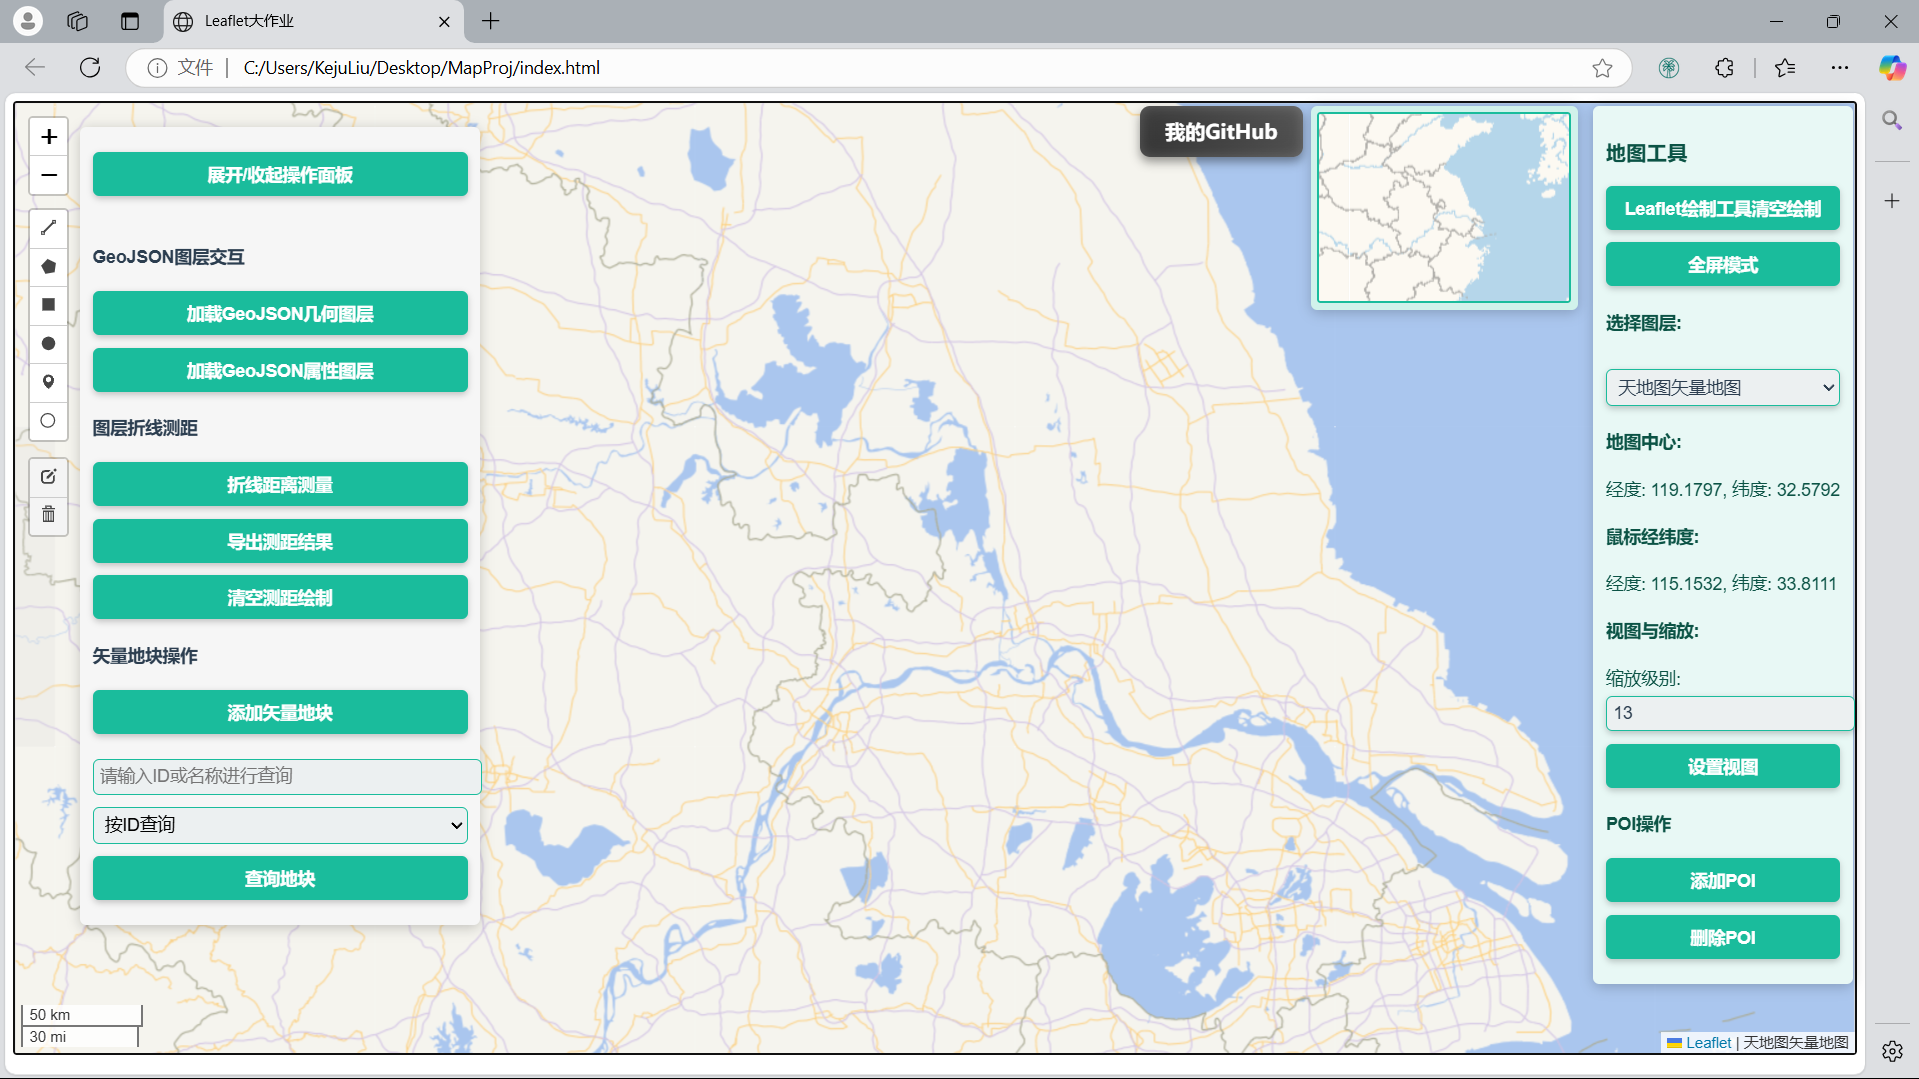 Leaflet大作业
文件
C:/Users/KejuLiu/Desktop/MapProj/index.html
展开/收起操作面板
GeoJSON图层交互
加载GeoJSON几何图层
加载GeoJSON属性图层
图层折线测距
折线距离测量
导出测距结果
清空测距绘制
矢量地块操作
添加矢量地块
请输入ID或名称进行查询
按ID查询
查询地块
50 km
30 mi
我的GitHub
地图工具
Leaflet绘制工具清空绘制
全屏模式
选择图层:
天地图矢量地图
地图中心:
经度: 119.1797, 纬度: 32.5792
鼠标经纬度:
经度: 115.1532, 纬度: 33.8111
视图与缩放:
缩放级别:
13
设置视图
POI操作
添加POI
删除POI
Leaflet | 天地图矢量地图